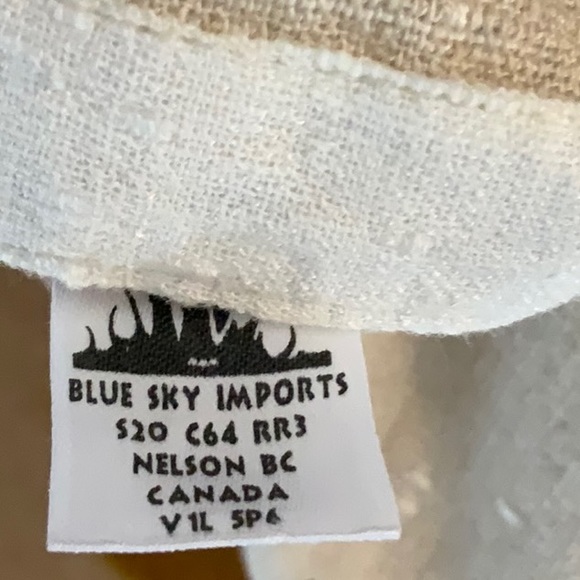 BLUE SKY IMPORTS
S20 C64 RR3
NELSON BC
CANADA
V1L 5P6